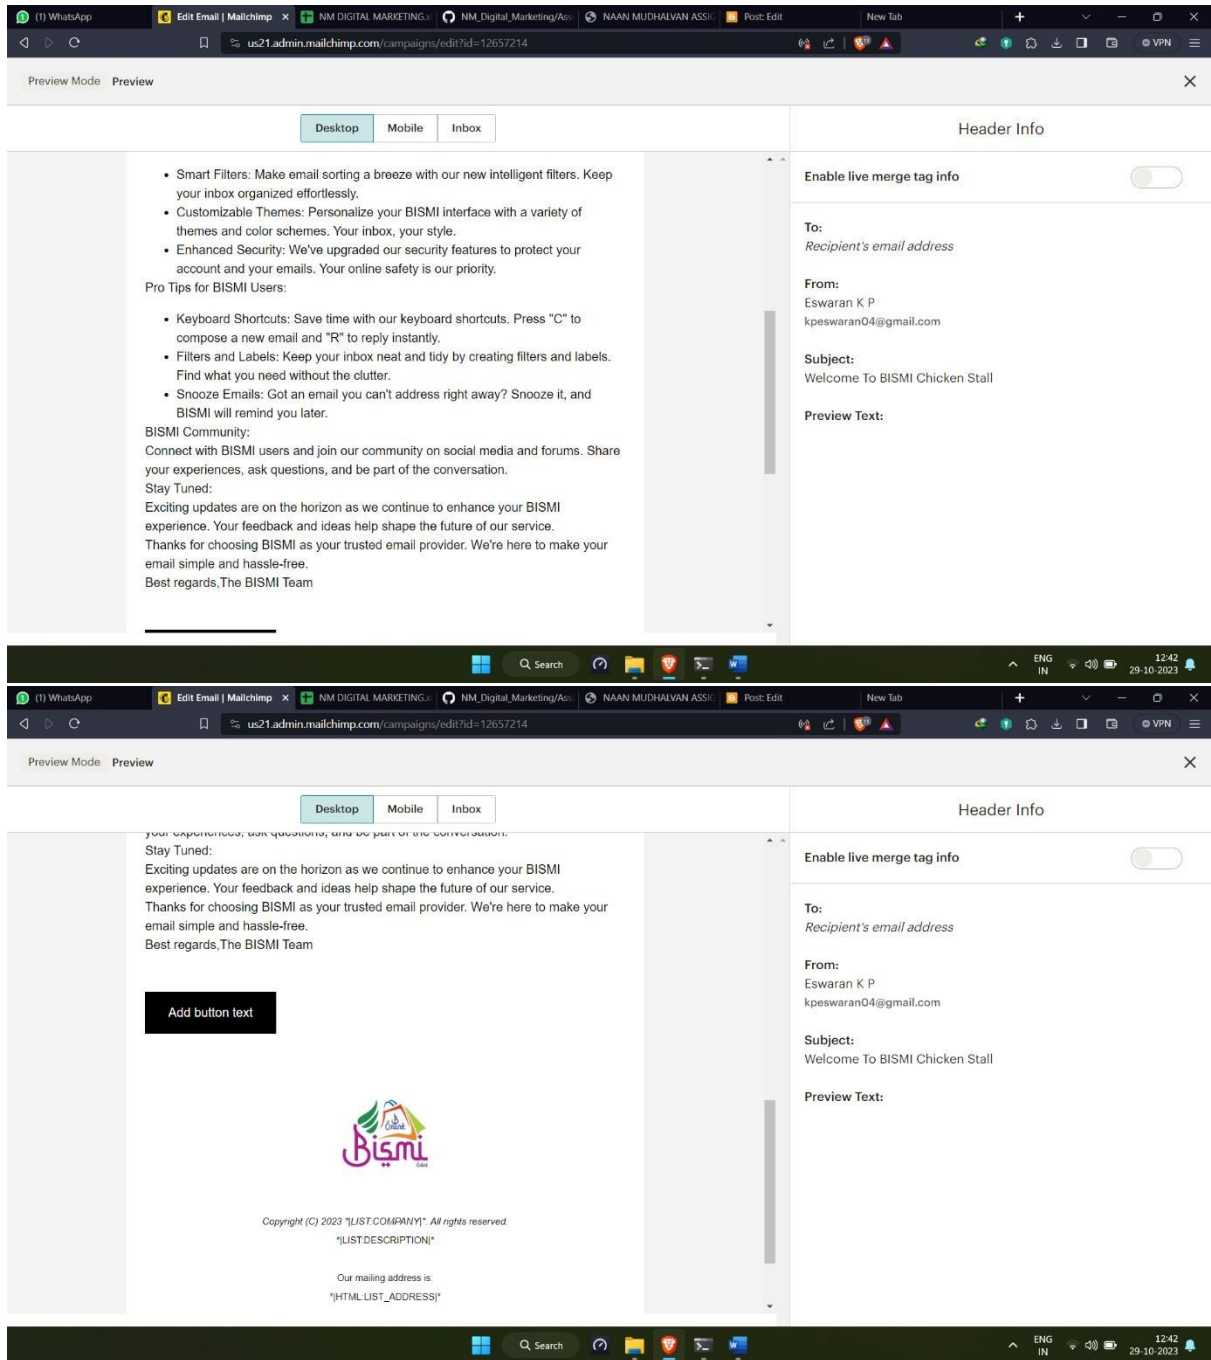 (1) WhatsApp
Edit Email | Mailchimp
NM DIGITAL MARKETING.x
NM_Digital_Marketing/Ass
NAAN MUDHALVAN ASSIG
Post: Edit
New Tab
us21.admin.mailchimp.com/campaigns/edit?id=12657214
VPN
Preview Mode Preview
Desktop Mobile Inbox
Header Info
• Smart Filters: Make email sorting a breeze with our new intelligent filters. Keep
your inbox organized effortlessly.
• Customizable Themes: Personalize your BISMI interface with a variety of
themes and color schemes. Your inbox, your style.
• Enhanced Security: We've upgraded our security features to protect your
account and your emails. Your online safety is our priority.
Pro Tips for BISMI Users:
• Keyboard Shortcuts: Save time with our keyboard shortcuts. Press "C" to
compose a new email and "R" to reply instantly.
• Filters and Labels: Keep your inbox neat and tidy by creating filters and labels.
Find what you need without the clutter.
• Snooze Emails: Got an email you can't address right away? Snooze it, and
BISMI will remind you later.
BISMI Community:
Connect with BISMI users and join our community on social media and forums. Share
your experiences, ask questions, and be part of the conversation.
Stay Tuned:
Exciting updates are on the horizon as we continue to enhance your BISMI
experience. Your feedback and ideas help shape the future of our service.
Thanks for choosing BISMI as your trusted email provider. We're here to make your
email simple and hassle-free.
Best regards,The BISMI Team
Enable live merge tag info
To:
Recipient's email address
From:
Eswaran K P
kpeswaran04@gmail.com
Subject:
Welcome To BISMI Chicken Stall
Preview Text:
Search
ENG
IN
12:42
29-10-2023
(1) WhatsApp
Edit Email | Mailchimp
NM DIGITAL MARKETING.x
NM_Digital_Marketing/Ass
NAAN MUDHALVAN ASSIG
Post: Edit
New Tab
us21.admin.mailchimp.com/campaigns/edit?id=12657214
VPN
Preview Mode Preview
Desktop Mobile Inbox
Header Info
your experiences, ask questions, and be part of the conversation.
Stay Tuned:
Exciting updates are on the horizon as we continue to enhance your BISMI
experience. Your feedback and ideas help shape the future of our service.
Thanks for choosing BISMI as your trusted email provider. We're here to make your
email simple and hassle-free.
Best regards,The BISMI Team
Add button text
Online
Bismi
Copyright (C) 2023 *|LIST:COMPANY|*. All rights reserved.
*|LIST:DESCRIPTION|*
Our mailing address is:
*|HTML:LIST_ADDRESS|*
Enable live merge tag info
To:
Recipient's email address
From:
Eswaran K P
kpeswaran04@gmail.com
Subject:
Welcome To BISMI Chicken Stall
Preview Text:
Search
ENG
IN
12:42
29-10-2023